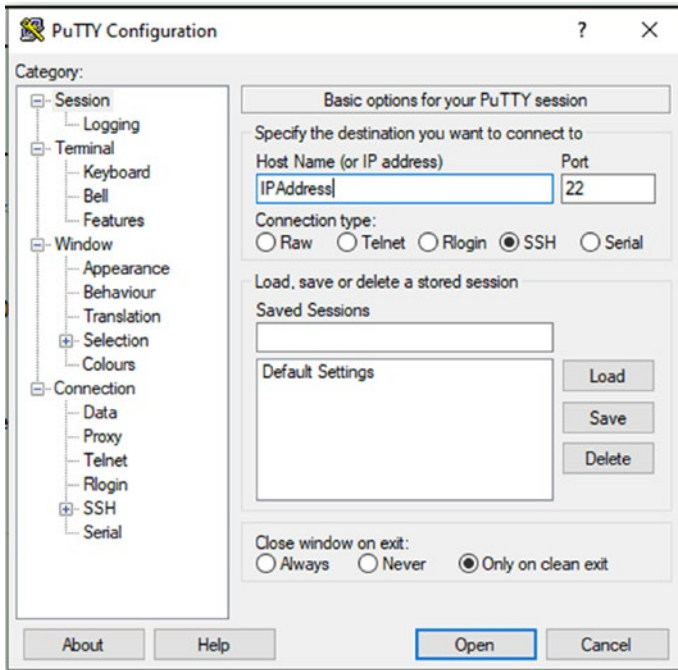 PuTTY Configuration
Category:
Session
Logging
Terminal
Keyboard
Bell
Features
Window
Appearance
Behaviour
Translation
Selection
Colours
Connection
Data
Proxy
Telnet
Rlogin
SSH
Serial
Basic options for your PuTTY session
Specify the destination you want to connect to
Host Name (or IP address) Port
IPAddress 22
Connection type:
Raw Telnet Rlogin SSH Serial
Load, save or delete a stored session
Saved Sessions
Default Settings
Load
Save
Delete
Close window on exit:
Always Never Only on clean exit
About Help Open Cancel